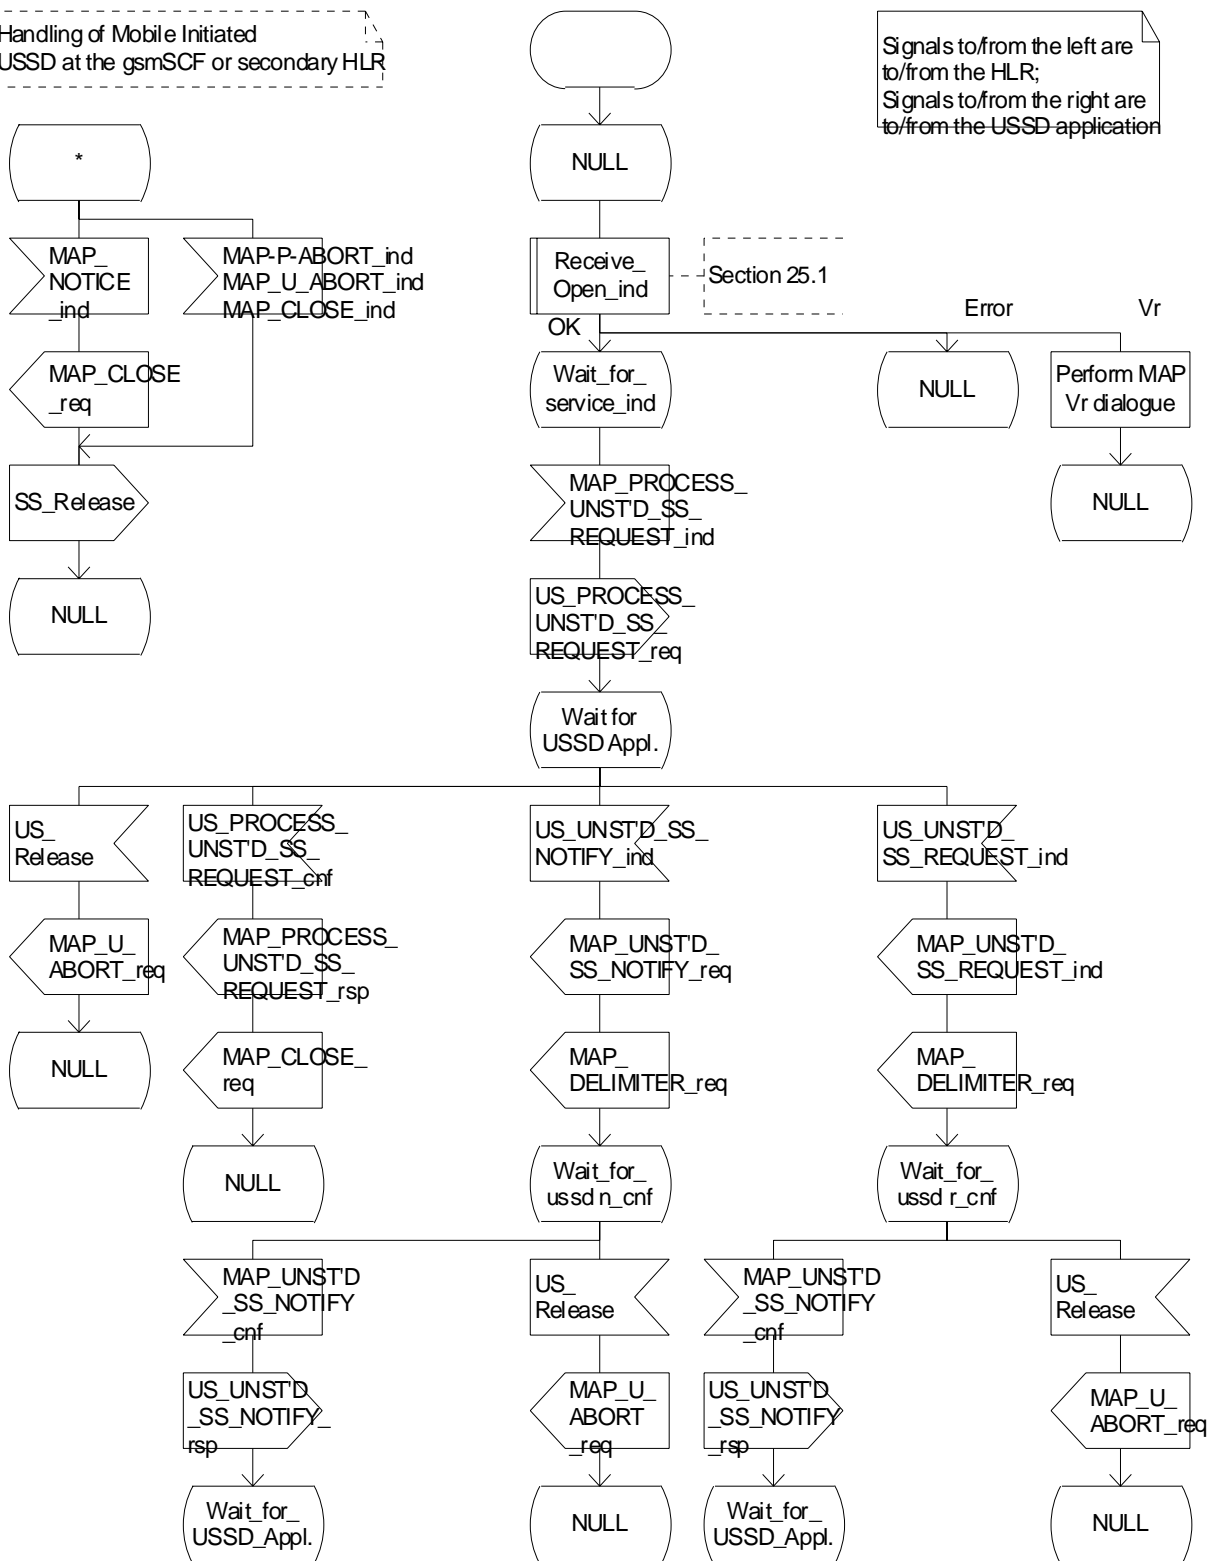 Handling of Mobile Initiated
USSD at the gsmSCF or secondary HLR
Signals to/from the left are
to/from the HLR;
Signals to/from the right are
to/from the USSD application
*
NULL
MAP_
NOTICE
_ind
MAP-P-ABORT_ind
MAP_U_ABORT_ind
MAP_CLOSE_ind
Receive_
Open_ind
Section 25.1
OK
Error
Vr
MAP_CLOSE
_req
Wait_for_
service_ind
NULL
Perform MAP
Vr dialogue
SS_Release
MAP_PROCESS_
UNST'D_SS_
REQUEST_ind
NULL
NULL
US_PROCESS_
UNST'D_SS_
REQUEST_req
Wait for
USSD Appl.
US_
Release
US_PROCESS_
UNST'D_SS_
REQUEST_cnf
US_UNST'D_SS_
NOTIFY_ind
US_UNST'D_
SS_REQUEST_ind
MAP_U_
ABORT_req
MAP_PROCESS_
UNST'D_SS_
REQUEST_rsp
MAP_UNST'D_
SS_NOTIFY_req
MAP_UNST'D_
SS_REQUEST_ind
NULL
MAP_CLOSE_
req
MAP_
DELIMITER_req
MAP_
DELIMITER_req
NULL
Wait_for_
ussd n_cnf
Wait_for_
ussd r_cnf
MAP_UNST'D
_SS_NOTIFY
_cnf
US_
Release
MAP_UNST'D
_SS_NOTIFY
_cnf
US_
Release
US_UNST'D
_SS_NOTIFY_
rsp
MAP_U_
ABORT
_req
US_UNST'D
_SS_NOTIFY
_rsp
MAP_U_
ABORT_req
Wait_for_
USSD_Appl.
NULL
Wait_for_
USSD_Appl.
NULL